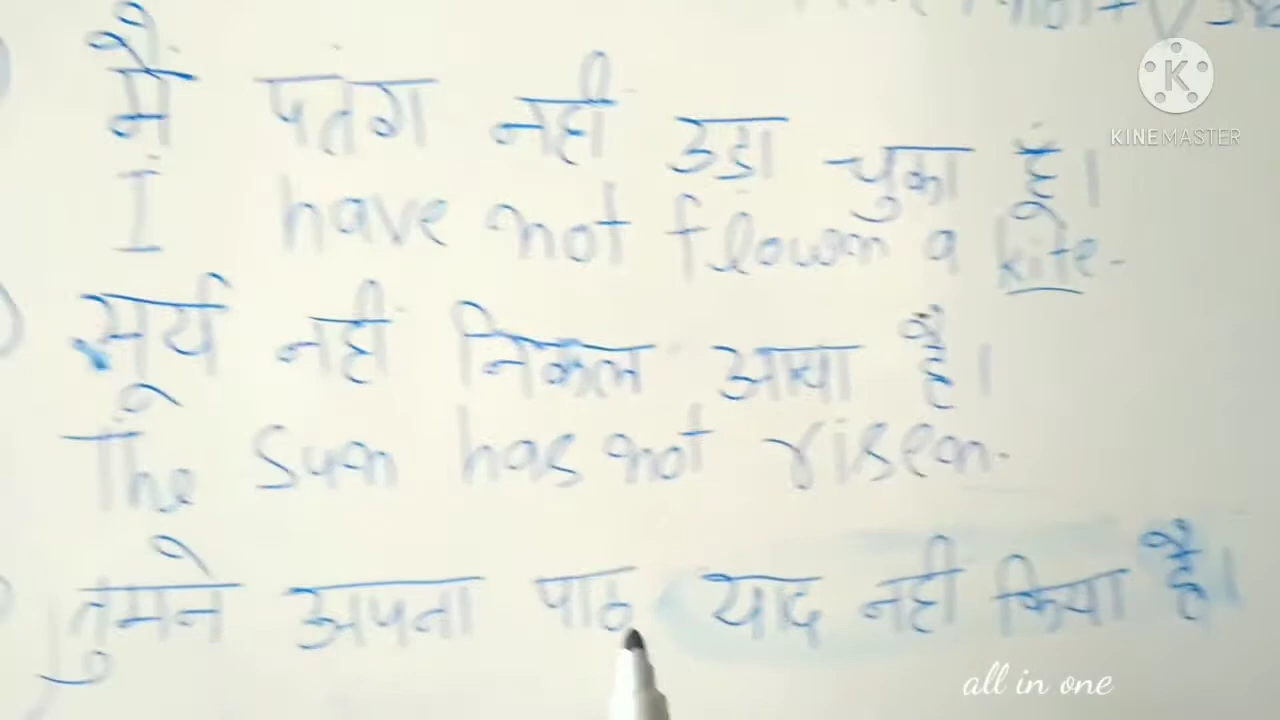 मैं पतंग नही उड़ा चुका हूं।
I have not flown a kite.
सूर्य नही निकल आया है।
The Sun has not risen.
तुमने अपना पाठ याद नही किया है।
K
KINEMASTER
all in one